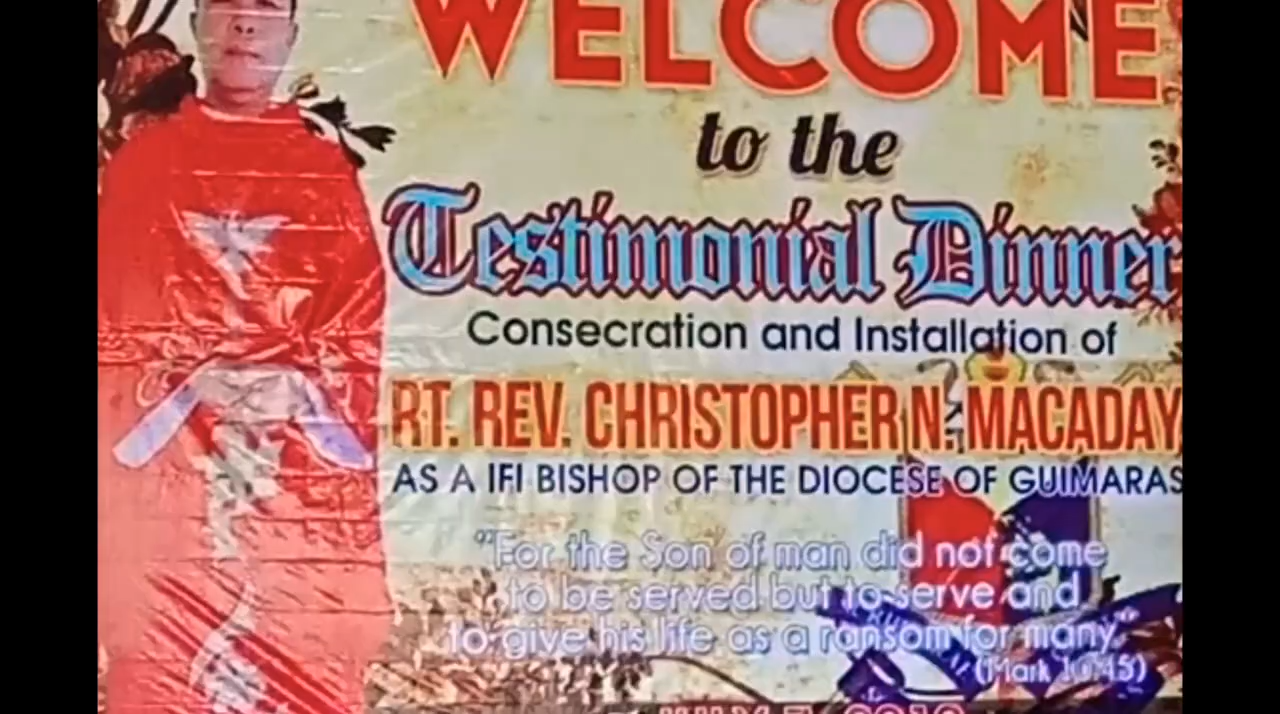 WELCOME
to the
Testimonial Dinner
Consecration and Installation of
RT. REV. CHRISTOPHER N. MACADAY
AS A IFI BISHOP OF THE DIOCESE OF GUIMARAS
"For the Son of man did not come
to be served but to serve and
to give his life as a ransom for many."
(Mark 10:45)